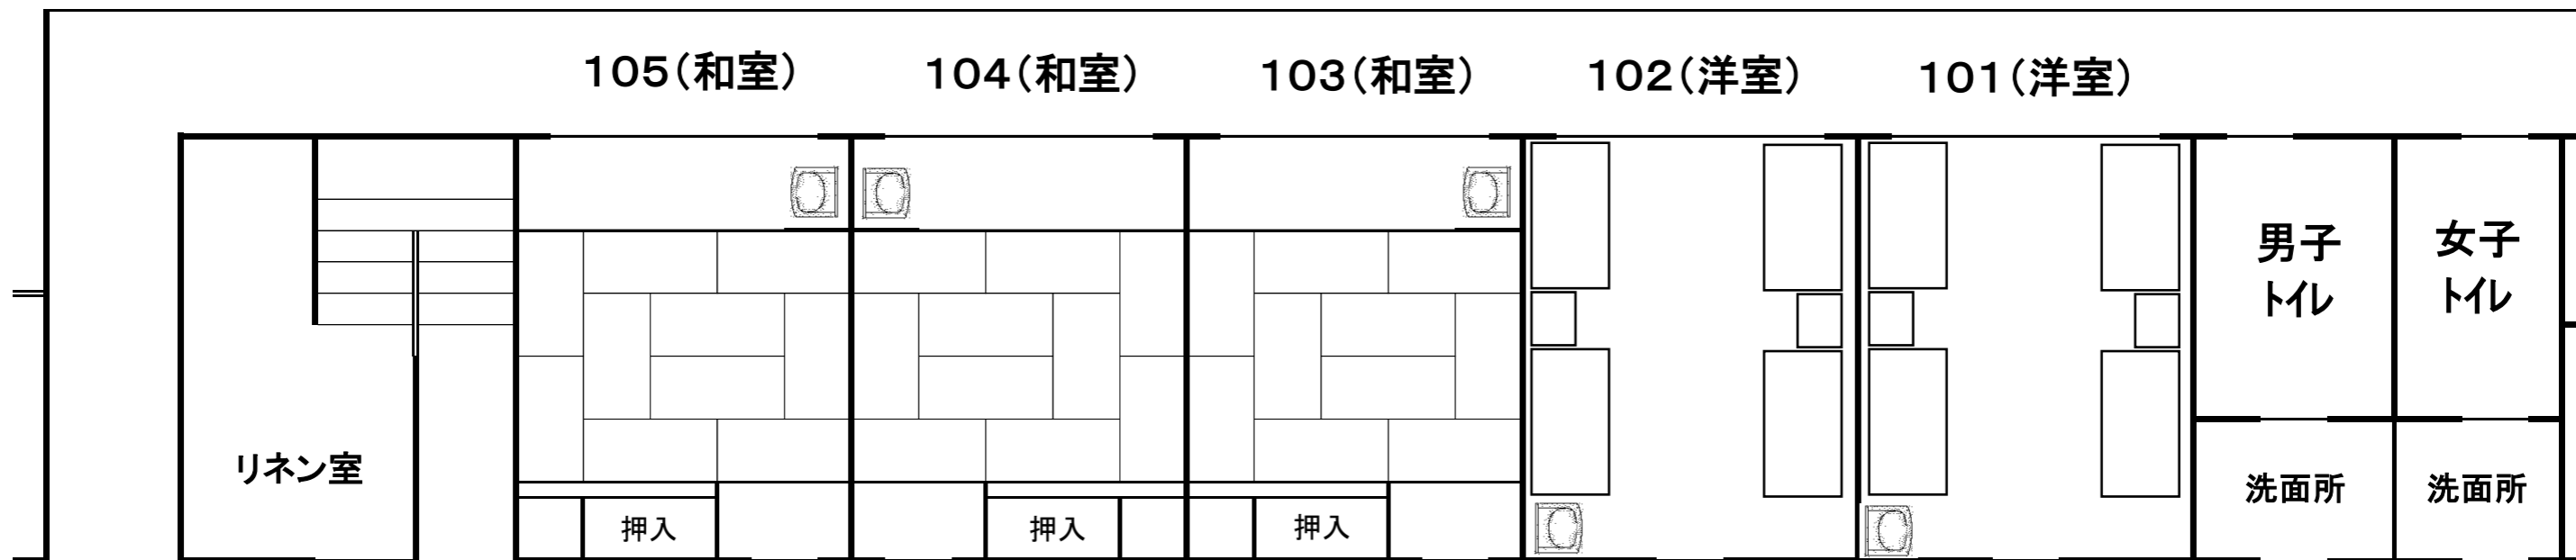 105(和室)
104(和室)
103(和室)
102(洋室)
101(洋室)
男子
トイレ
女子
トイレ
リネン室
押入
押入
押入
洗面所
洗面所